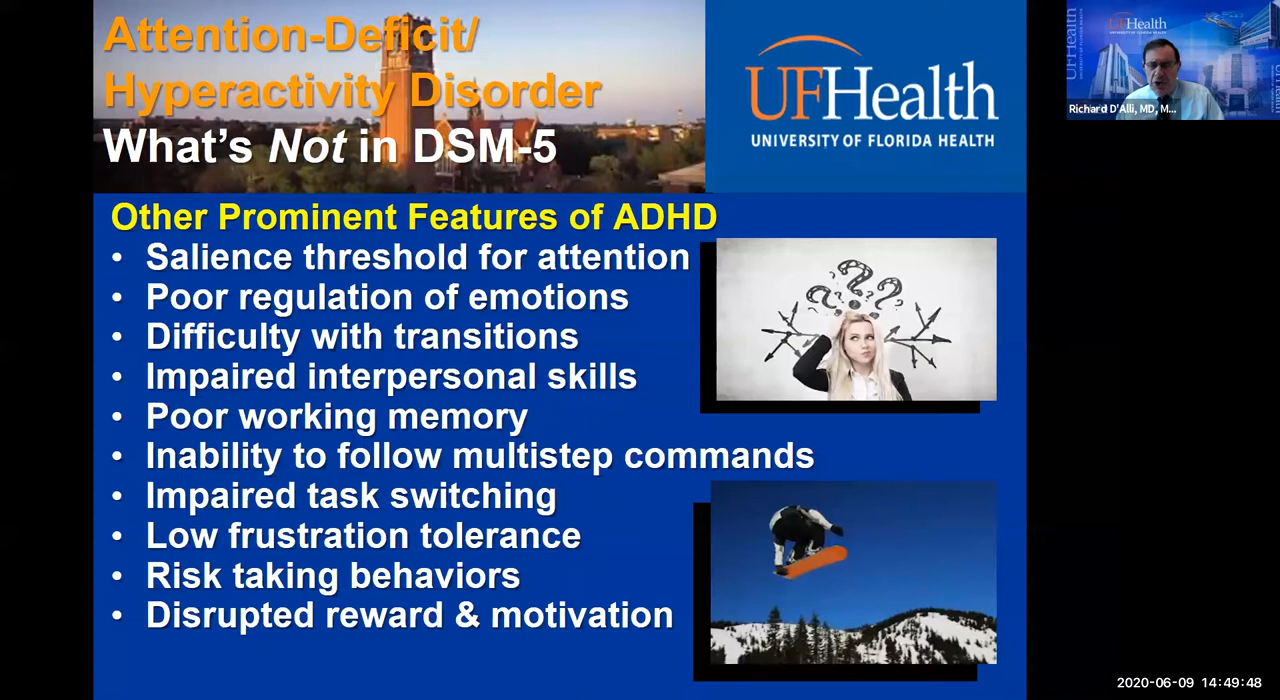 Attention-Deficit/
Hyperactivity Disorder
What's Not in DSM-5
UFHealth
UNIVERSITY OF FLORIDA HEALTH
Other Prominent Features of ADHD
• Salience threshold for attention
• Poor regulation of emotions
• Difficulty with transitions
• Impaired interpersonal skills
• Poor working memory
• Inability to follow multistep commands
• Impaired task switching
• Low frustration tolerance
• Risk taking behaviors
• Disrupted reward & motivation
???
UFHealth
UFHealth
Richard D'Alli, MD, M...
2020-06-09 14:49:48